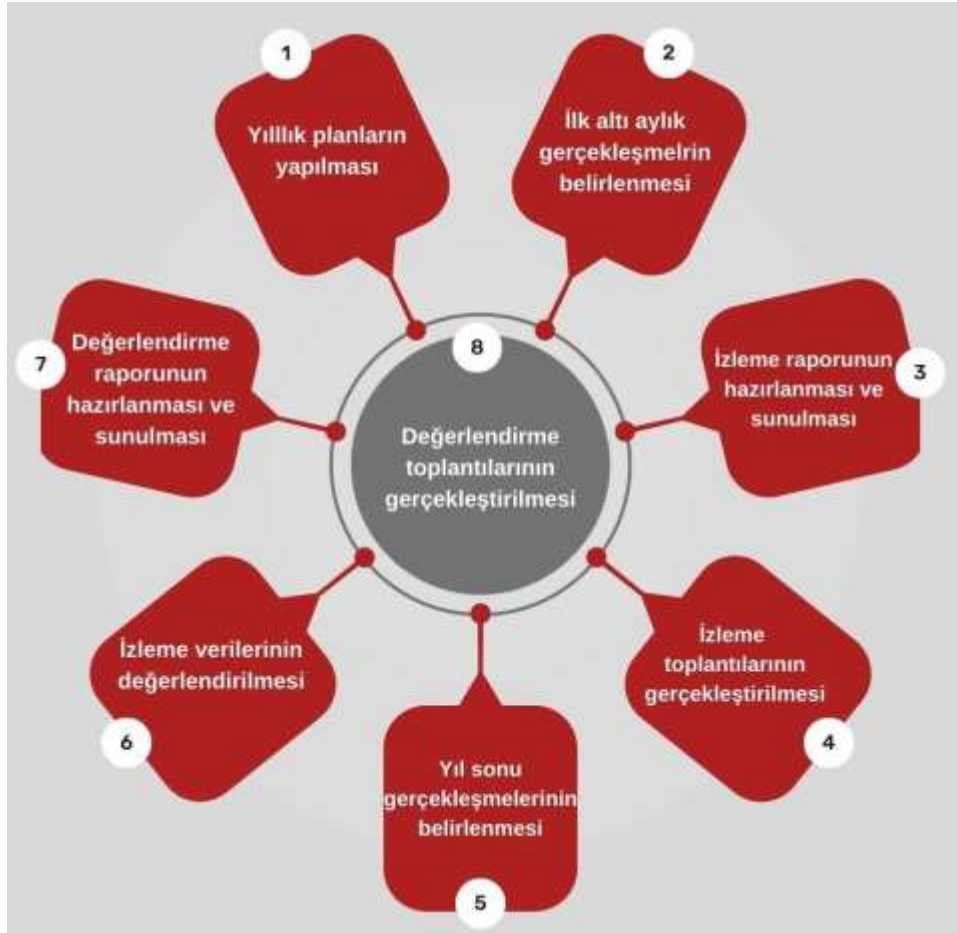 1
Yılllık planların
yapılması
2
İlk altı aylık
gerçekleşmelrin
belirlenmesi
3
İzleme raporunun
hazırlanması ve
sunulması
4
İzleme
toplantılarının
gerçekleştirilmesi
5
Yıl sonu
gerçekleşmelerinin
belirlenmesi
6
İzleme verilerinin
değerlendirilmesi
7
Değerlendirme
raporunun
hazırlanması ve
sunulması
8
Değerlendirme
toplantılarının
gerçekleştirilmesi